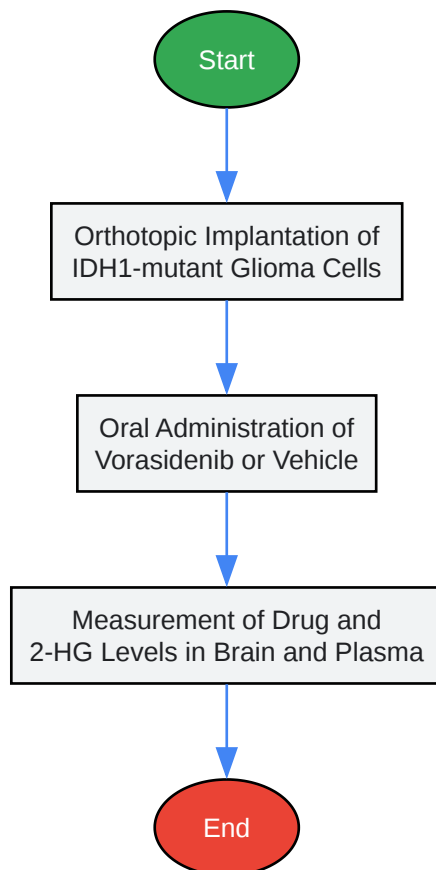 Start
Orthotopic Implantation of
IDH1-mutant Glioma Cells
Oral Administration of
Vorasidenib or Vehicle
Measurement of Drug and
2-HG Levels in Brain and Plasma
End